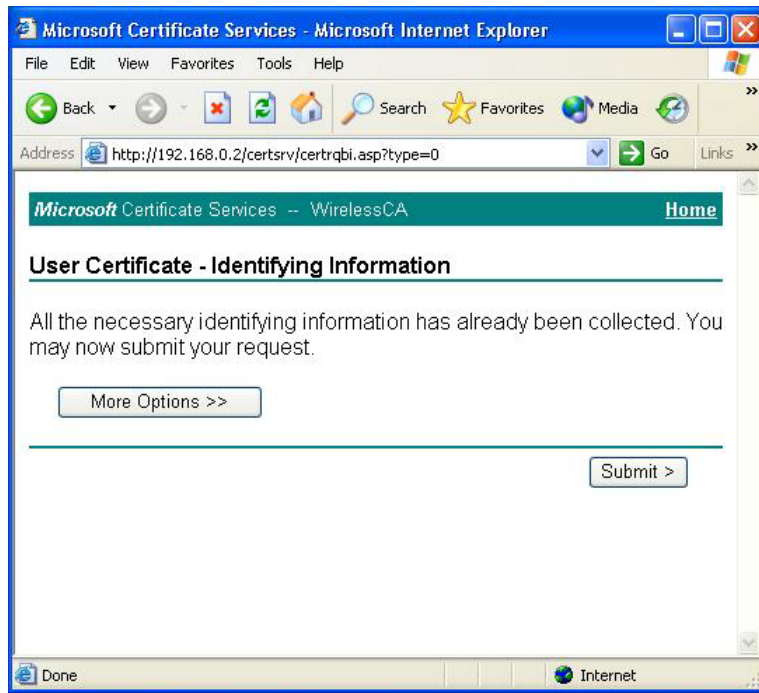 Microsoft Certificate Services - Microsoft Internet Explorer
File Edit View Favorites Tools Help
Back Search Favorites Media »
Address http://192.168.0.2/certsrv/certrqbi.asp?type=0 Go Links »
Microsoft Certificate Services -- WirelessCA Home
User Certificate - Identifying Information
All the necessary identifying information has already been collected. You
may now submit your request.
More Options >>
Submit >
Done Internet